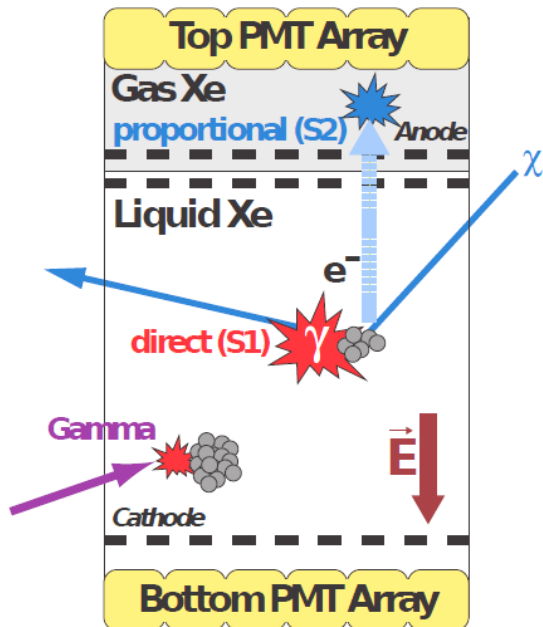 Top PMT Array
Gas Xe
proportional (S2)
Anode
χ
Liquid Xe
e⁻
direct (S1)
γ
Gamma
E⃗
Cathode
Bottom PMT Array